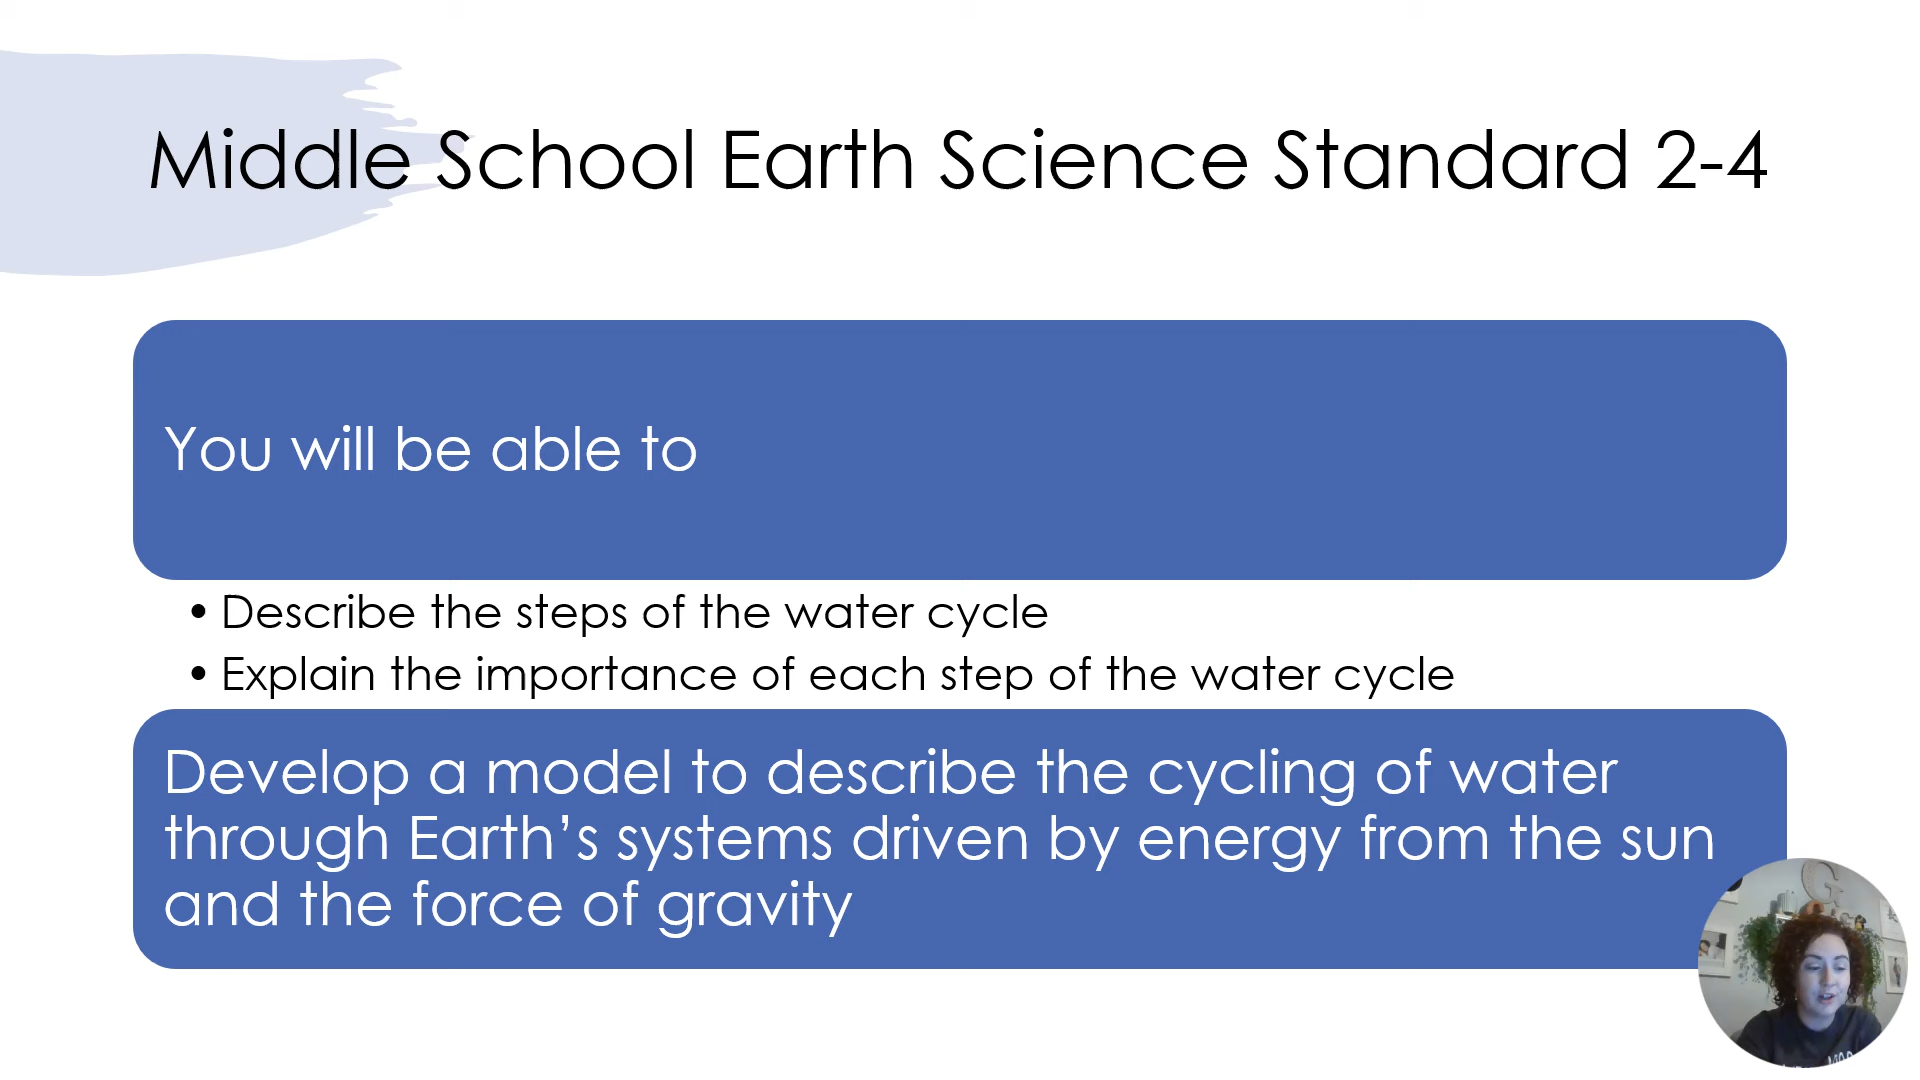 Middle School Earth Science Standard 2-4
You will be able to
• Describe the steps of the water cycle
• Explain the importance of each step of the water cycle
Develop a model to describe the cycling of water
through Earth’s systems driven by energy from the sun
and the force of gravity
G